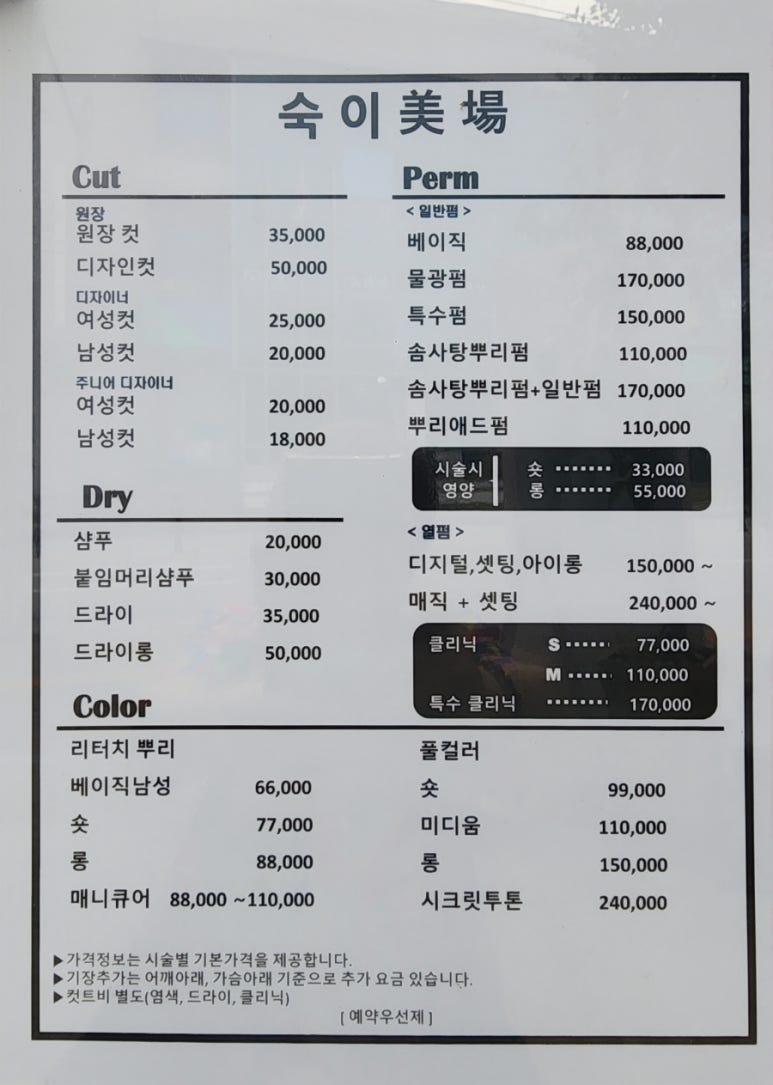 숙이美場
Cut
원장
원장 컷 35,000
디자인컷 50,000
디자이너
여성컷 25,000
남성컷 20,000
주니어 디자이너
여성컷 20,000
남성컷 18,000
Dry
샴푸 20,000
붙임머리샴푸 30,000
드라이 35,000
드라이롱 50,000
Perm
< 일반펌 >
베이직 88,000
물광펌 170,000
특수펌 150,000
솜사탕뿌리펌 110,000
솜사탕뿌리펌+일반펌 170,000
뿌리애드펌 110,000
시술시 영양
숏 ········ 33,000
롱 ········ 55,000
< 열펌 >
디지털,셋팅,아이롱 150,000 ~
매직 + 셋팅 240,000 ~
클리닉 S ······ 77,000
M ······ 110,000
특수 클리닉 ········ 170,000
Color
리터치 뿌리
베이직남성 66,000
숏 77,000
롱 88,000
매니큐어 88,000 ~110,000
풀컬러
숏 99,000
미디움 110,000
롱 150,000
시크릿투톤 240,000
▶가격정보는 시술별 기본가격을 제공합니다.
▶기장추가는 어깨아래, 가슴아래 기준으로 추가 요금 있습니다.
▶컷트비 별도(염색, 드라이, 클리닉)
[ 예약우선제 ]